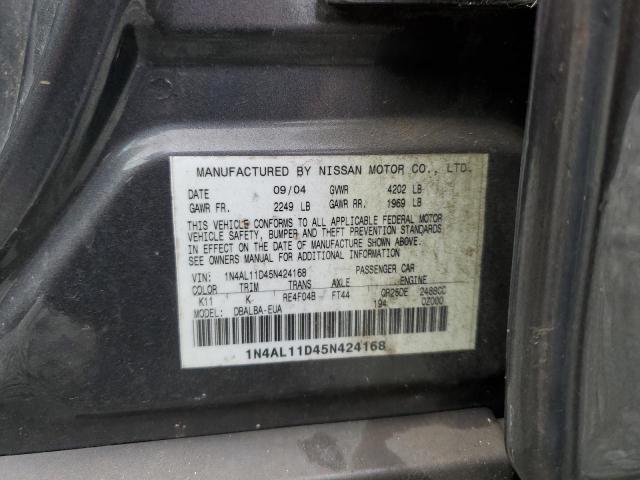 MANUFACTURED BY NISSAN MOTOR CO., LTD.
DATE 09/04 GVWR 4202 LB
GAWR FR. 2249 LB GAWR RR. 1969 LB
THIS VEHICLE CONFORMS TO ALL APPLICABLE FEDERAL MOTOR
VEHICLE SAFETY, BUMPER AND THEFT PREVENTION STANDARDS
IN EFFECT ON THE DATE OF MANUFACTURE SHOWN ABOVE.
SEE OWNERS MANUAL FOR ADDITIONAL INFORMATION
VIN: 1N4AL11D45N424168 PASSENGER CAR
COLOR TRIM TRANS AXLE ENGINE
K11 K RE4F04B FT44 QR25DE 2488CC
MODEL: DBALBA-EUA 194 0Z000
1N4AL11D45N424168